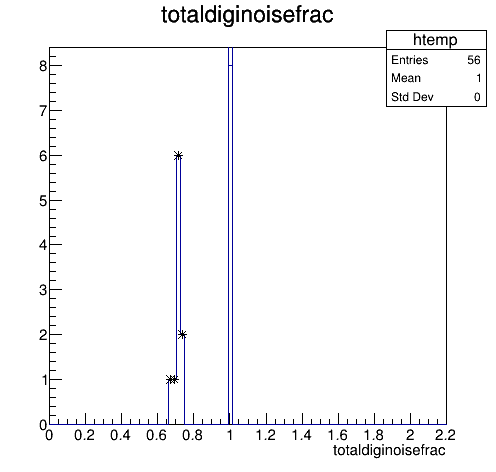 totaldiginoisefrac
htemp
Entries 56
Mean 1
Std Dev 0
8
7
6
5
4
3
2
1
0
0 0.2 0.4 0.6 0.8 1 1.2 1.4 1.6 1.8 2 2.2
totaldiginoisefrac